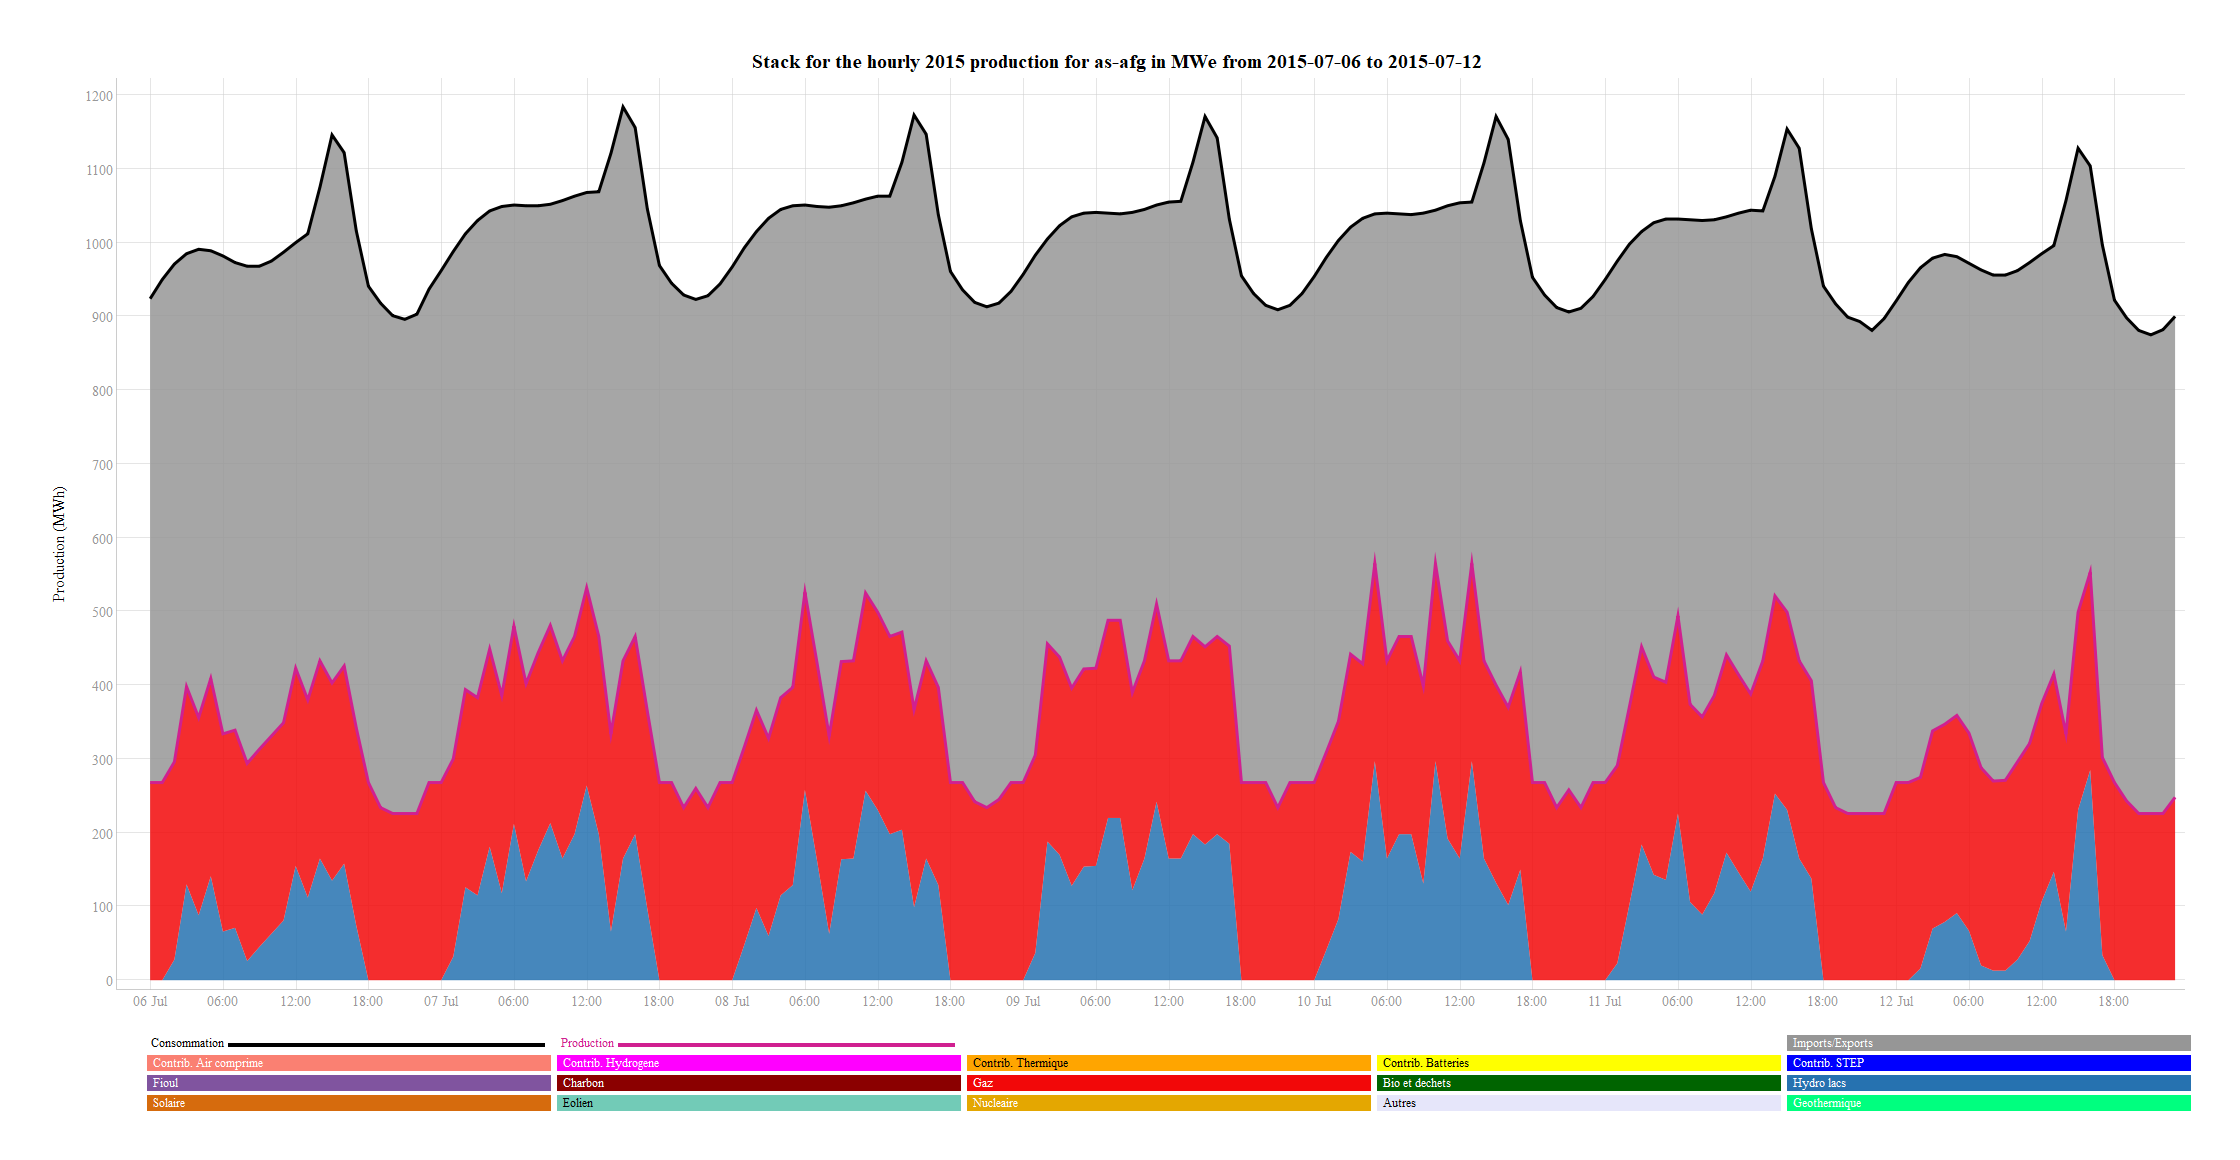 Stack for the hourly 2015 production for as-afg in MWe from 2015-07-06 to 2015-07-12
Production (MWh)
1200
1100
1000
900
800
700
600
500
400
300
200
100
0
06 Jul 06:00 12:00 18:00 07 Jul 06:00 12:00 18:00 08 Jul 06:00 12:00 18:00 09 Jul 06:00 12:00 18:00 10 Jul 06:00 12:00 18:00 11 Jul 06:00 12:00 18:00 12 Jul 06:00 12:00 18:00
Consommation Production Imports/Exports
Contrib. Air comprime Contrib. Hydrogene Contrib. Thermique Contrib. Batteries Contrib. STEP
Fioul Charbon Gaz Bio et dechets Hydro lacs
Solaire Eolien Nucleaire Autres Geothermique